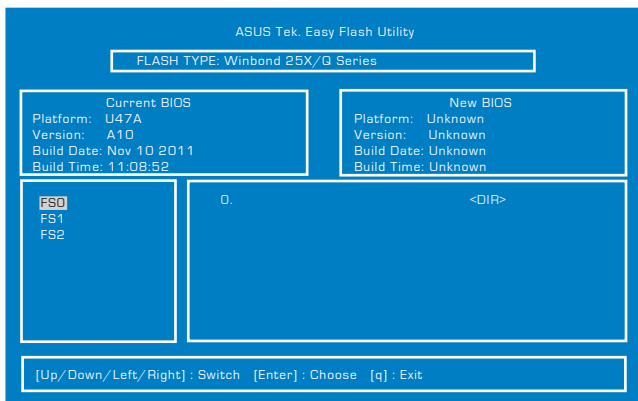 ASUS Tek. Easy Flash Utility
FLASH TYPE: Winbond 25X/Q Series
Current BIOS
Platform: U47A
Version: A10
Build Date: Nov 10 2011
Build Time: 11:08:52
New BIOS
Platform: Unknown
Version: Unknown
Build Date: Unknown
Build Time: Unknown
FS0
FS1
FS2
0. <DIR>
[Up/Down/Left/Right] : Switch [Enter] : Choose [q] : Exit